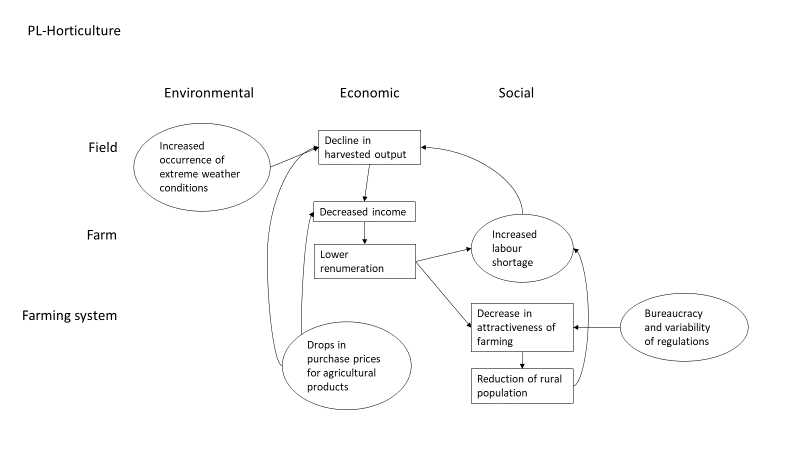 PL-Horticulture
Environmental
Economic
Social
Field
Increased
occurrence of
extreme weather
conditions
Decline in
harvested output
Farm
Decreased income
Lower
renumeration
Increased
labour
shortage
Farming system
Drops in
purchase prices
for agricultural
products
Decrease in
attractiveness of
farming
Bureaucracy
and variability
of regulations
Reduction of rural
population